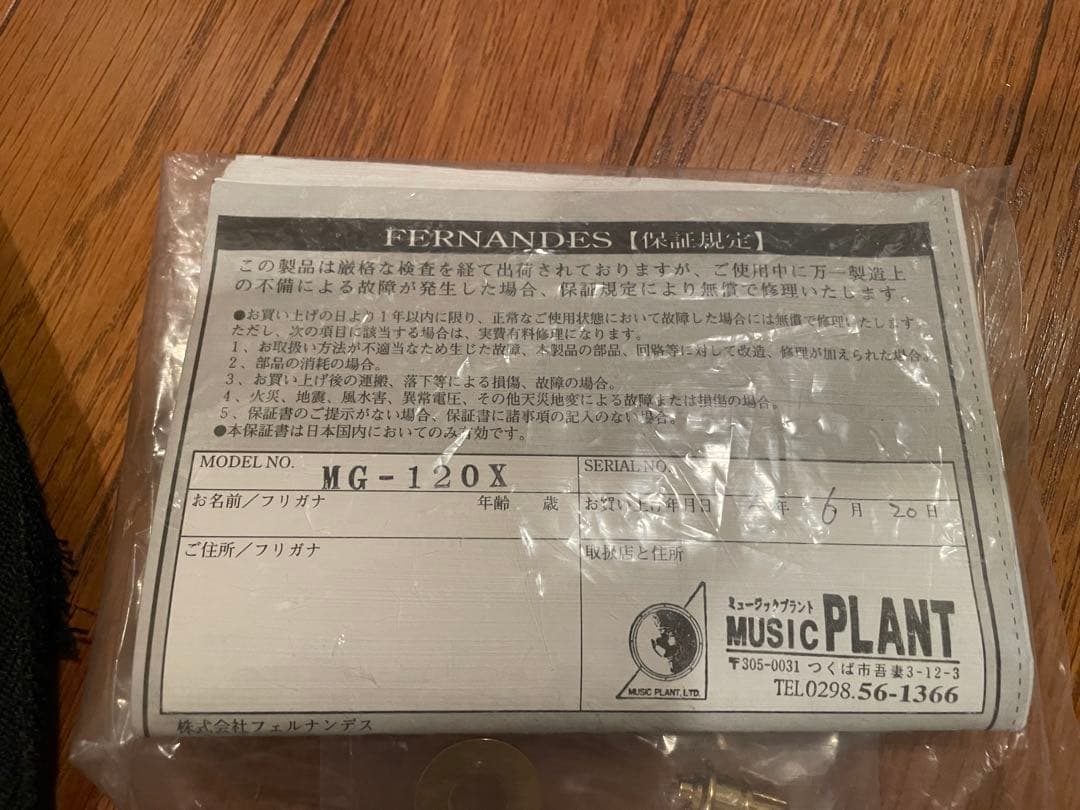 FERNANDES【保証規定】
この製品は厳格な検査を経て出荷されておりますが、ご使用中に万一製造上
の不備による故障が発生した場合、保証規定により無償で修理いたします。
●お買い上げの日より1年以内に限り、正常なご使用状態において故障した場合には無償で修理いたします。
ただし、次の項目に該当する場合は、実費有料修理になります。
1、お取扱い方法が不適当なため生じた故障、本製品の部品、回路等に対して改造、修理が加えられた場合。
2、部品の消耗の場合。
3、お買い上げ後の運搬、落下等による損傷、故障の場合。
4、火災、地震、風水害、異常電圧、その他天災地変による故障または損傷の場合。
5、保証書のご提示がない場合、保証書に諸事項の記入のない場合。
●本保証書は日本国内においてのみ有効です。
MODEL NO. MG-120X
SERIAL NO.
お名前/フリガナ 年齢 歳
お買い上げ年月日 年 6月 20日
ご住所/フリガナ
取扱店と住所
ミュージックプラント
MUSIC PLANT
MUSIC PLANT, LTD.
〒305-0031 つくば市吾妻3-12-3
TEL0298.56-1366
株式会社フェルナンデス